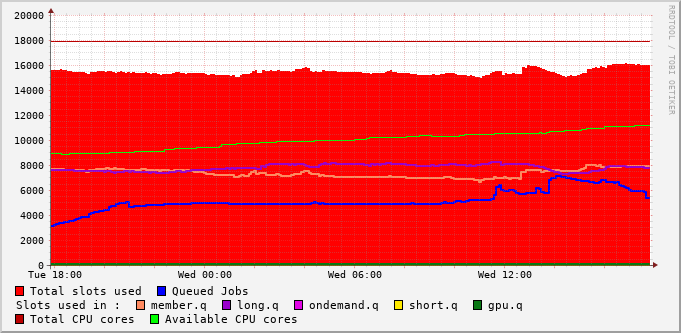 RRDTOOL / TOBI OETIKER
20000
18000
16000
14000
12000
10000
8000
6000
4000
2000
0
Tue 18:00 Wed 00:00 Wed 06:00 Wed 12:00
Total slots used Queued Jobs
Slots used in : member.q long.q ondemand.q short.q gpu.q
Total CPU cores Available CPU cores